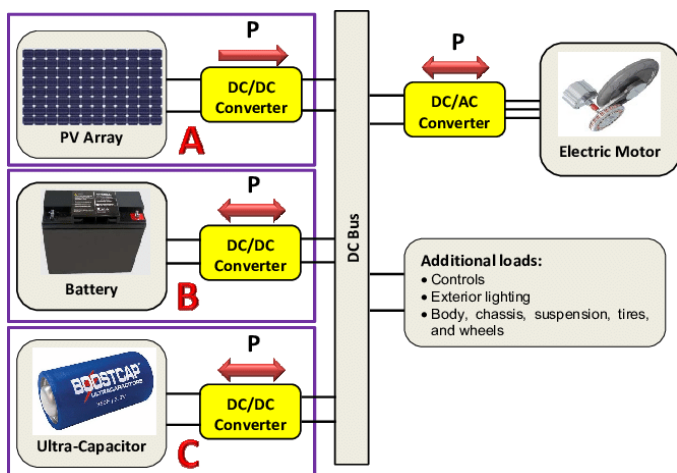 P
DC/DC
Converter
PV Array
A
P
DC/DC
Converter
Battery
B
P
BOOSTCAP
ULTRACAPACITORS
DC/DC
Converter
Ultra-Capacitor
C
DC Bus
P
DC/AC
Converter
Electric Motor
Additional loads:
• Controls
• Exterior lighting
• Body, chassis, suspension, tires,
and wheels